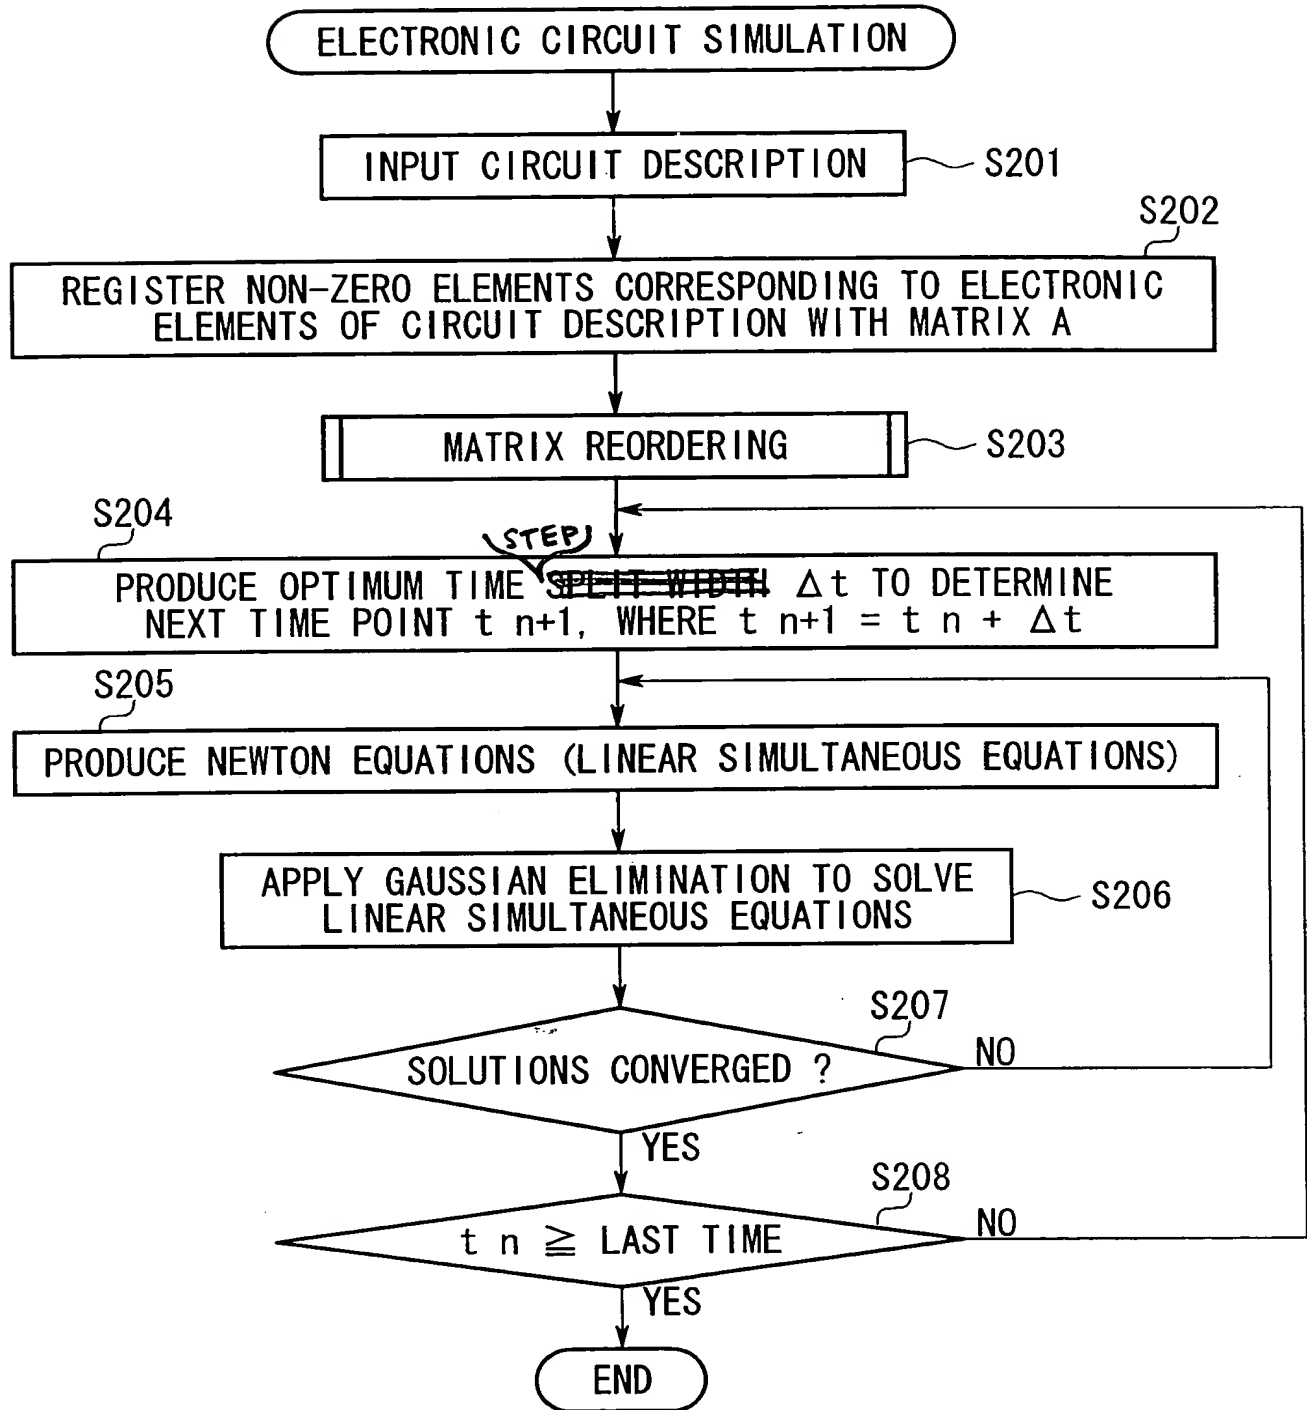 ELECTRONIC CIRCUIT SIMULATION
INPUT CIRCUIT DESCRIPTION
S201
S202
REGISTER NON-ZERO ELEMENTS CORRESPONDING TO ELECTRONIC
ELEMENTS OF CIRCUIT DESCRIPTION WITH MATRIX A
MATRIX REORDERING
S203
S204
STEP
PRODUCE OPTIMUM TIME SPLIT WIDTH Δt TO DETERMINE
NEXT TIME POINT t n+1, WHERE t n+1 = t n + Δt
S205
PRODUCE NEWTON EQUATIONS (LINEAR SIMULTANEOUS EQUATIONS)
APPLY GAUSSIAN ELIMINATION TO SOLVE
LINEAR SIMULTANEOUS EQUATIONS
S206
S207
SOLUTIONS CONVERGED ?
NO
YES
S208
t n ≧ LAST TIME
NO
YES
END